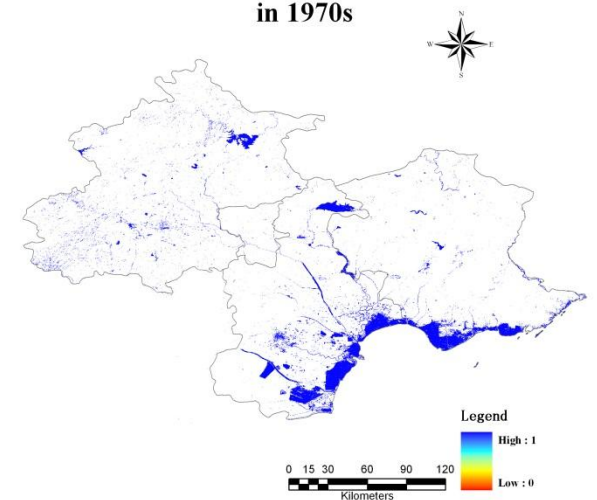 in 1970s
N
W E
S
Legend
High : 1
Low : 0
0 15 30 60 90 120
Kilometers